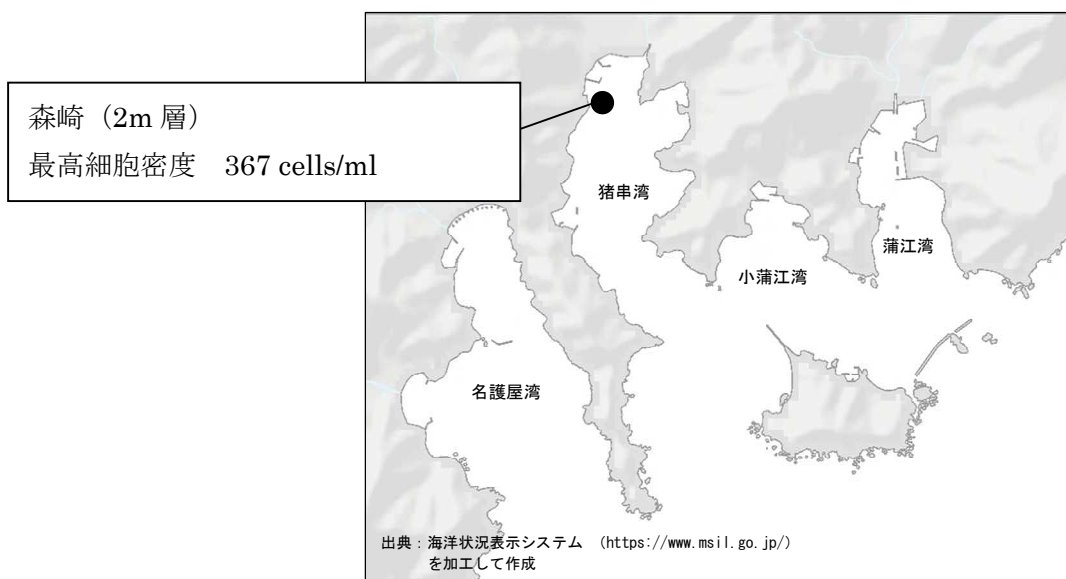 森崎（2m 層）
最高細胞密度　367 cells/ml
猪串湾
蒲江湾
小蒲江湾
名護屋湾
出典：海洋状況表示システム　(https://www.msil.go.jp/)
を加工して作成